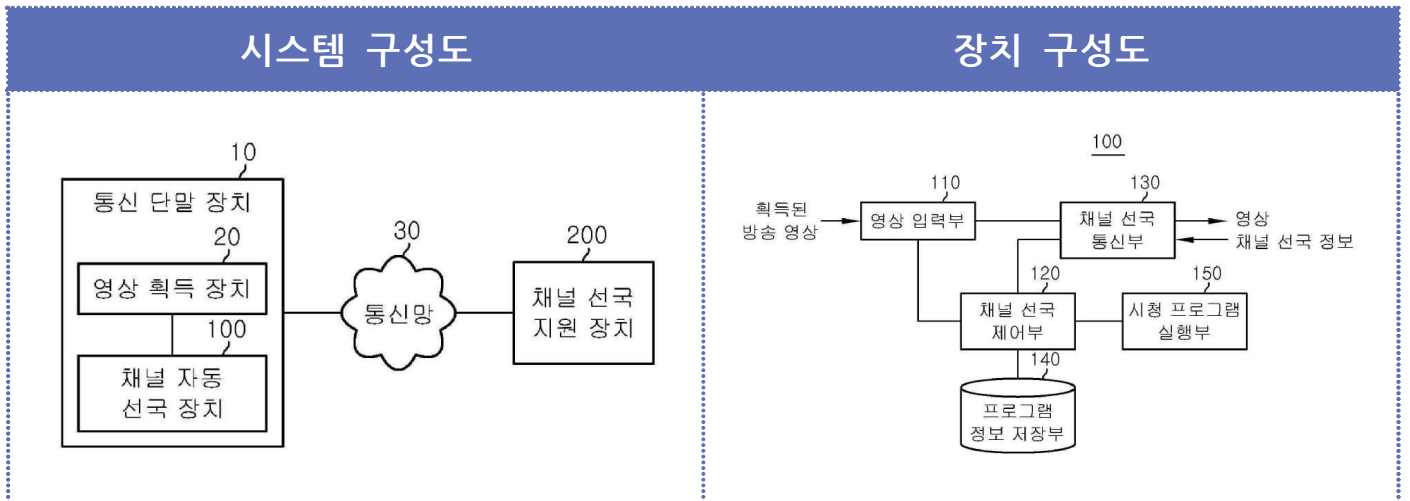 시스템 구성도
장치 구성도
10
통신 단말 장치
20
영상 획득 장치
100
채널 자동
선국 장치
30
통신망
200
채널 선국
지원 장치
100
획득된
방송 영상
110
영상 입력부
130
채널 선국
통신부
영상
채널 선국 정보
120
채널 선국
제어부
150
시청 프로그램
실행부
140
프로그램
정보 저장부